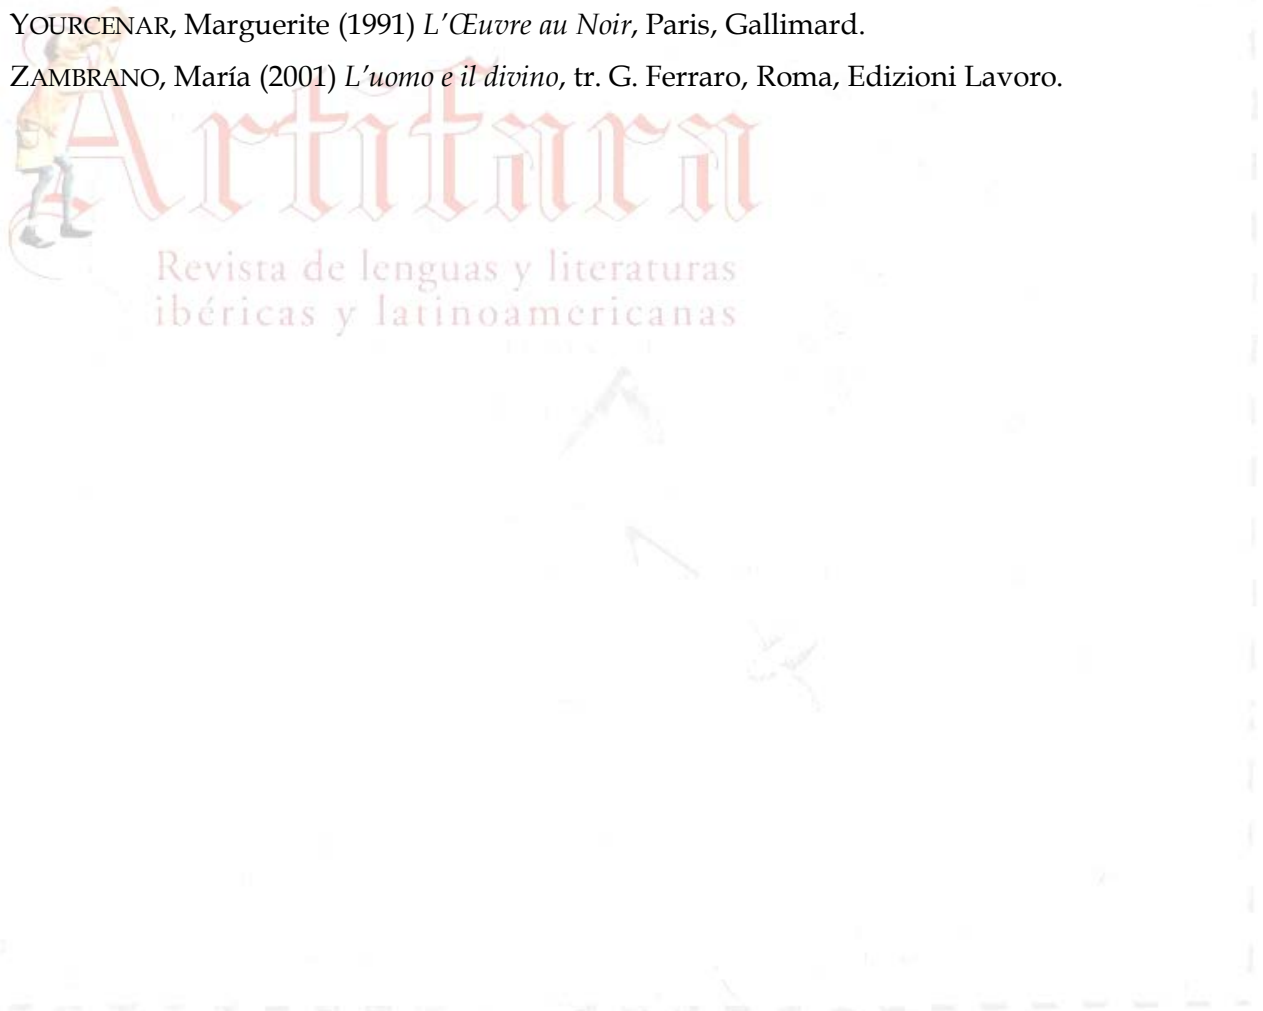 YOURCENAR, Marguerite (1991) L’Œuvre au Noir, Paris, Gallimard.
ZAMBRANO, María (2001) L’uomo e il divino, tr. G. Ferraro, Roma, Edizioni Lavoro.
Artifara
Revista de lenguas y literaturas
ibéricas y latinoamericanas